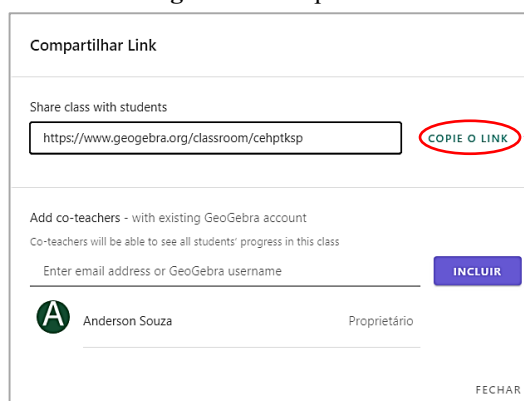 Compartilhar Link
Share class with students
https://www.geogebra.org/classroom/cehptksp
COPIE O LINK
Add co-teachers - with existing GeoGebra account
Co-teachers will be able to see all students' progress in this class
Enter email address or GeoGebra username
INCLUIR
A
Anderson Souza
Proprietário
FECHAR